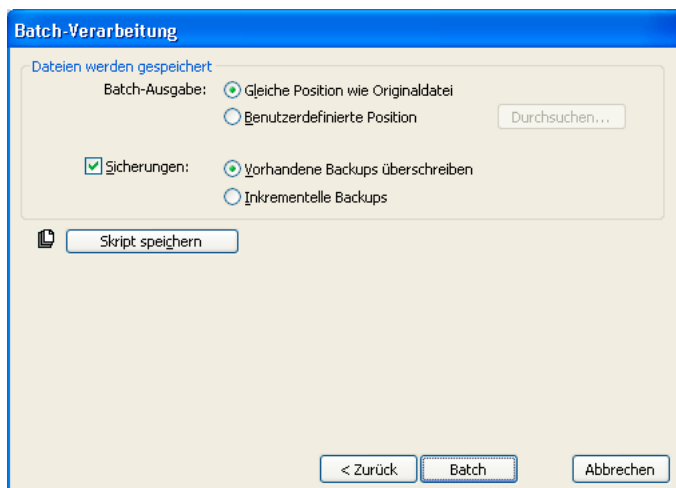 Batch-Verarbeitung
Dateien werden gespeichert
Batch-Ausgabe: Gleiche Position wie Originaldatei
Benutzerdefinierte Position Durchsuchen...
Sicherungen: Vorhandene Backups überschreiben
Inkrementelle Backups
Skript speichern
< Zurück Batch Abbrechen